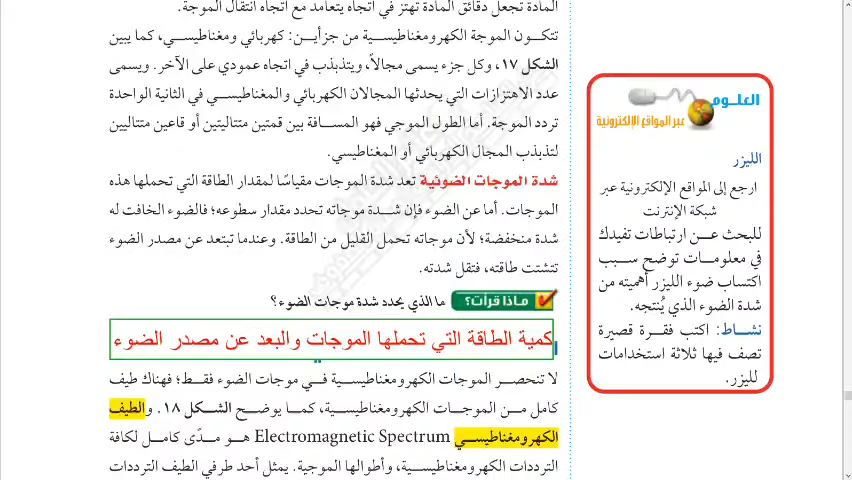 المادة تجعل دقائق المادة تهتز في اتجاه يتعامد مع اتجاه انتقال الموجة.
تتكون الموجة الكهرومغناطيسية من جزأين: كهربائي ومغناطيسي، كما يبين
الشكل ١٧، وكل جزء يسمى مجالاً، ويتذبذب في اتجاه عمودي على الآخر. ويسمى
عدد الاهتزازات التي يحدثها المجالان الكهربائي والمغناطيسي في الثانية الواحدة
تردد الموجة. أما الطول الموجي فهو المسافة بين قمتين متتاليتين أو قاعين متتاليين
لتذبذب المجال الكهربائي أو المغناطيسي.
شدة الموجات الضوئية تعد شدة الموجات مقياسًا لمقدار الطاقة التي تحملها هذه
الموجات. أما عن الضوء فإن شدة موجاته تحدد مقدار سطوعه؛ فالضوء الخافت له
شدة منخفضة؛ لأن موجاته تحمل القليل من الطاقة. وعندما تبتعد عن مصدر الضوء
تتشتت طاقته، فتقل شدته.
ماذا قرأت؟ ما الذي يحدد شدة موجات الضوء؟
كمية الطاقة التي تحملها الموجات والبعد عن مصدر الضوء
لا تنحصر الموجات الكهرومغناطيسية في موجات الضوء فقط؛ فهناك طيف
كامل من الموجات الكهرومغناطيسية، كما يوضح الشكل ١٨. والطيف
الكهرومغناطيسي Electromagnetic Spectrum هو مدًى كامل لكافة
الترددات الكهرومغناطيسية، وأطوالها الموجية. يمثل أحد طرفي الطيف الترددات
العلوم
عبر المواقع الإلكترونية
الليزر
ارجع إلى المواقع الإلكترونية عبر
شبكة الإنترنت
للبحث عن ارتباطات تفيدك
في معلومات توضح سبب
اكتساب ضوء الليزر أهميته من
شدة الضوء الذي يُنتجه.
نشاط: اكتب فقرة قصيرة
تصف فيها ثلاثة استخدامات
لليزر.